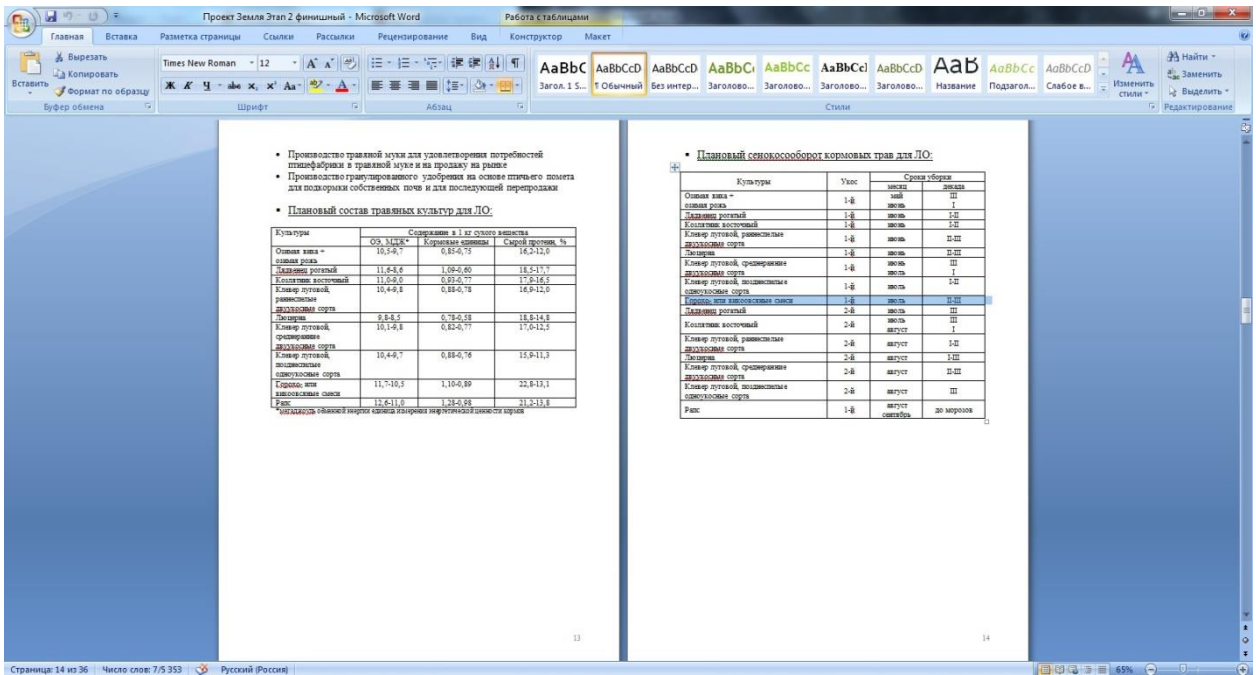 Проект Земля Этап 2 финишный - Microsoft Word
Работа с таблицами
Главная Вставка Разметка страницы Ссылки Рассылки Рецензирование Вид Конструктор Макет
Вставить
Вырезать
Копировать
Формат по образцу
Буфер обмена
Times New Roman 12
Ж К Ч abc x, x² Aa
Шрифт
Абзац
AaBbC AaBbCcD AaBbCcD AaBbC AaBbCc AaBbCcl AaBbCcD АаБ AaBbCc AaBbCcD
Загол. 1 S... ¶ Обычный Без интер... Заголово... Заголово... Заголово... Заголово... Название Подзагол... Слабое в...
Стили
Изменить стили
Найти
Заменить
Выделить
Редактирование
• Производство травяной муки для удовлетворения потребностей
птицефабрики в травяной муке и на продажу на рынке
• Производство гранулированного удобрения на основе птичьего помета
для подкормки собственных почв и для последующей перепродажи
• Плановый состав травяных культур для ЛО:
Культуры Содержание в 1 кг сухого вещества
ОЭ, МДЖ* Кормовые единицы Сырой протеин, %
Озимая вика + 10,5-9,7 0,85-0,75 16,2-12,0
озимая рожь
Лядвенец рогатый 11,6-8,6 1,09-0,60 18,5-17,7
Козлятник восточный 11,0-9,0 0,93-0,77 17,9-16,5
Клевер луговой, 10,4-9,8 0,88-0,78 16,9-12,0
раннеспелые
двуукосные сорта
Люцерна 9,8-8,5 0,78-0,58 18,8-14,8
Клевер луговой, 10,1-9,8 0,82-0,77 17,0-12,5
среднеранние
двуукосные сорта
Клевер луговой, 10,4-9,7 0,88-0,76 15,9-11,3
позднеспелые
одноукосные сорта
Горохо- или 11,7-10,5 1,10-0,89 22,8-13,1
викоовсяные смеси
Рапс 12,6-11,0 1,28-0,98 21,2-13,8
*мегаджоуль обменной энергии единица измерения энергетической ценности кормов
13
• Плановый сенокосооборот кормовых трав для ЛО:
Культуры Укос Сроки уборки
месяц декада
Озимая вика + 1-й май III
озимая рожь июнь I
Лядвенец рогатый 1-й июнь I-II
Козлятник восточный 1-й июнь I-II
Клевер луговой, раннеспелые 1-й июнь II-III
двуукосные сорта
Люцерна 1-й июнь II-III
Клевер луговой, среднеранние 1-й июнь III
двуукосные сорта июль I
Клевер луговой, позднеспелые 1-й июль I-II
одноукосные сорта
Горохо- или викоовсяные смеси 1-й июль II-III
Лядвенец рогатый 2-й июль III
Козлятник восточный 2-й июль III
август I
Клевер луговой, раннеспелые 2-й август I-II
двуукосные сорта
Люцерна 2-й август I-III
Клевер луговой, среднеранние 2-й август II-III
двуукосные сорта
Клевер луговой, позднеспелые 2-й август III
одноукосные сорта
Рапс 1-й август до морозов
сентябрь
14
Страница: 14 из 36 Число слов: 7/5 353 Русский (Россия) 65%